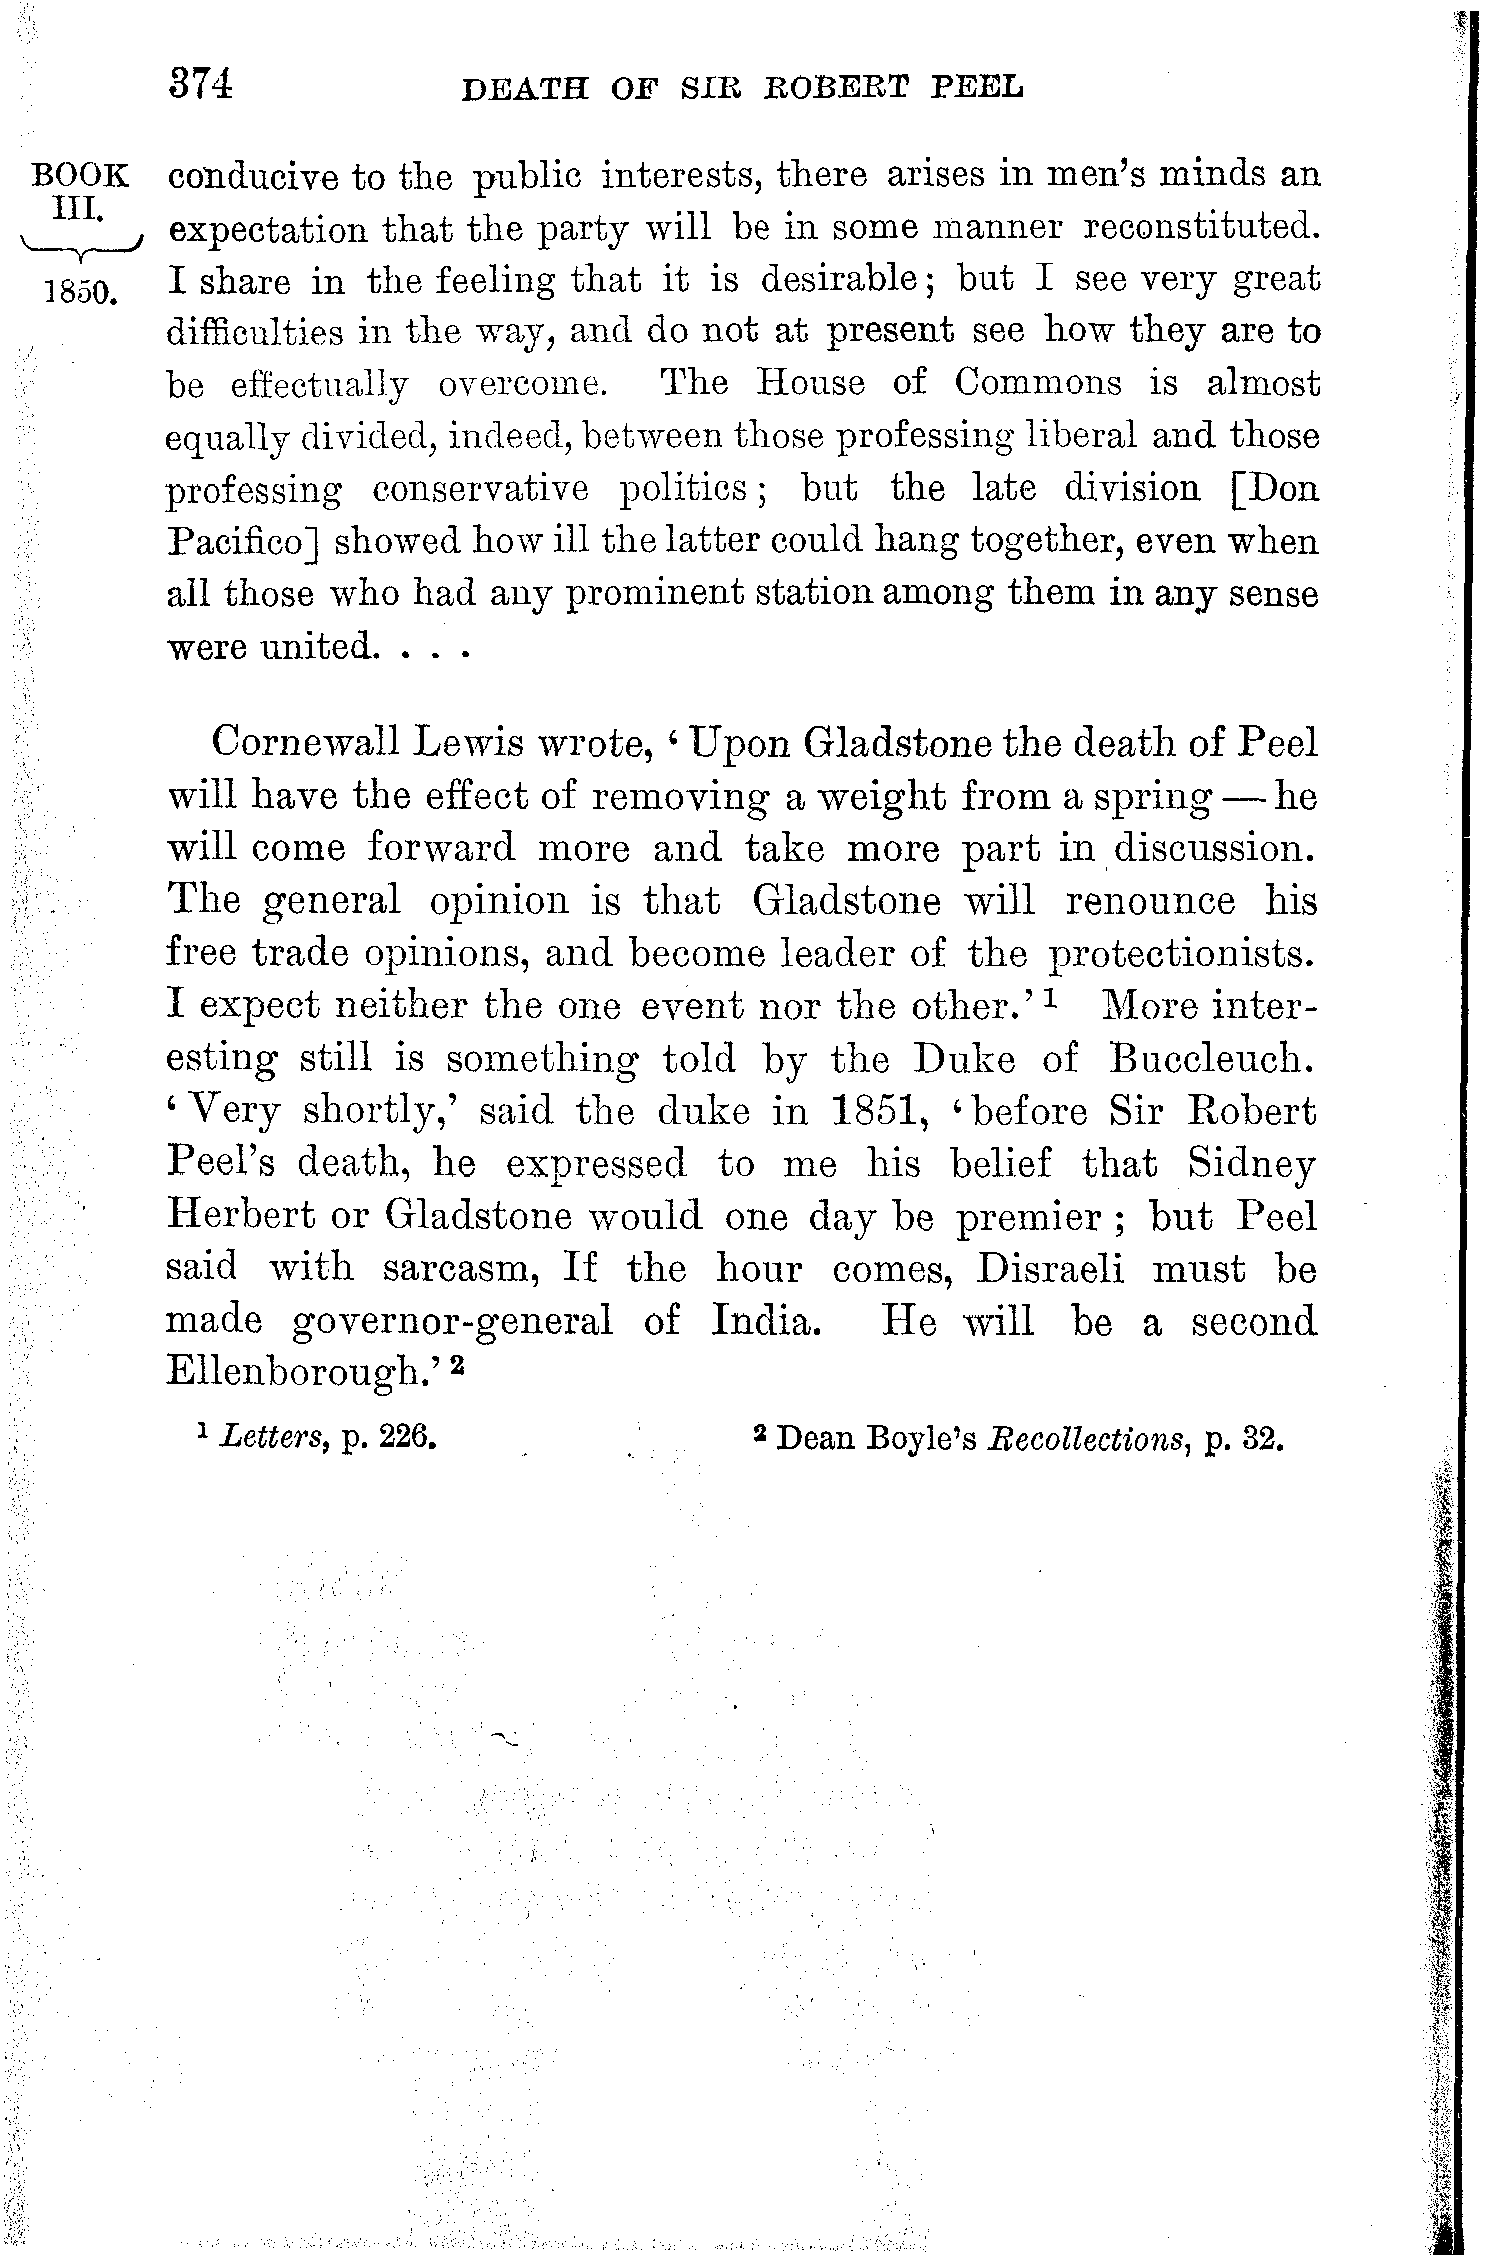 374 DEATH OF SIR ROBERT PEEL
BOOK
III.
1850.
conducive to the public interests, there arises in men's minds an
expectation that the party will be in some manner reconstituted.
I share in the feeling that it is desirable; but I see very great
difficulties in the way, and do not at present see how they are to
be effectually overcome. The House of Commons is almost
equally divided, indeed, between those professing liberal and those
professing conservative politics; but the late division [Don
Pacifico] showed how ill the latter could hang together, even when
all those who had any prominent station among them in any sense
were united. . . .
Cornewall Lewis wrote, ‘Upon Gladstone the death of Peel
will have the effect of removing a weight from a spring — he
will come forward more and take more part in discussion.
The general opinion is that Gladstone will renounce his
free trade opinions, and become leader of the protectionists.
I expect neither the one event nor the other.’ ¹ More inter-
esting still is something told by the Duke of Buccleuch.
‘Very shortly,’ said the duke in 1851, ‘before Sir Robert
Peel's death, he expressed to me his belief that Sidney
Herbert or Gladstone would one day be premier; but Peel
said with sarcasm, If the hour comes, Disraeli must be
made governor-general of India. He will be a second
Ellenborough.’ ²
¹ Letters, p. 226. ² Dean Boyle's Recollections, p. 32.